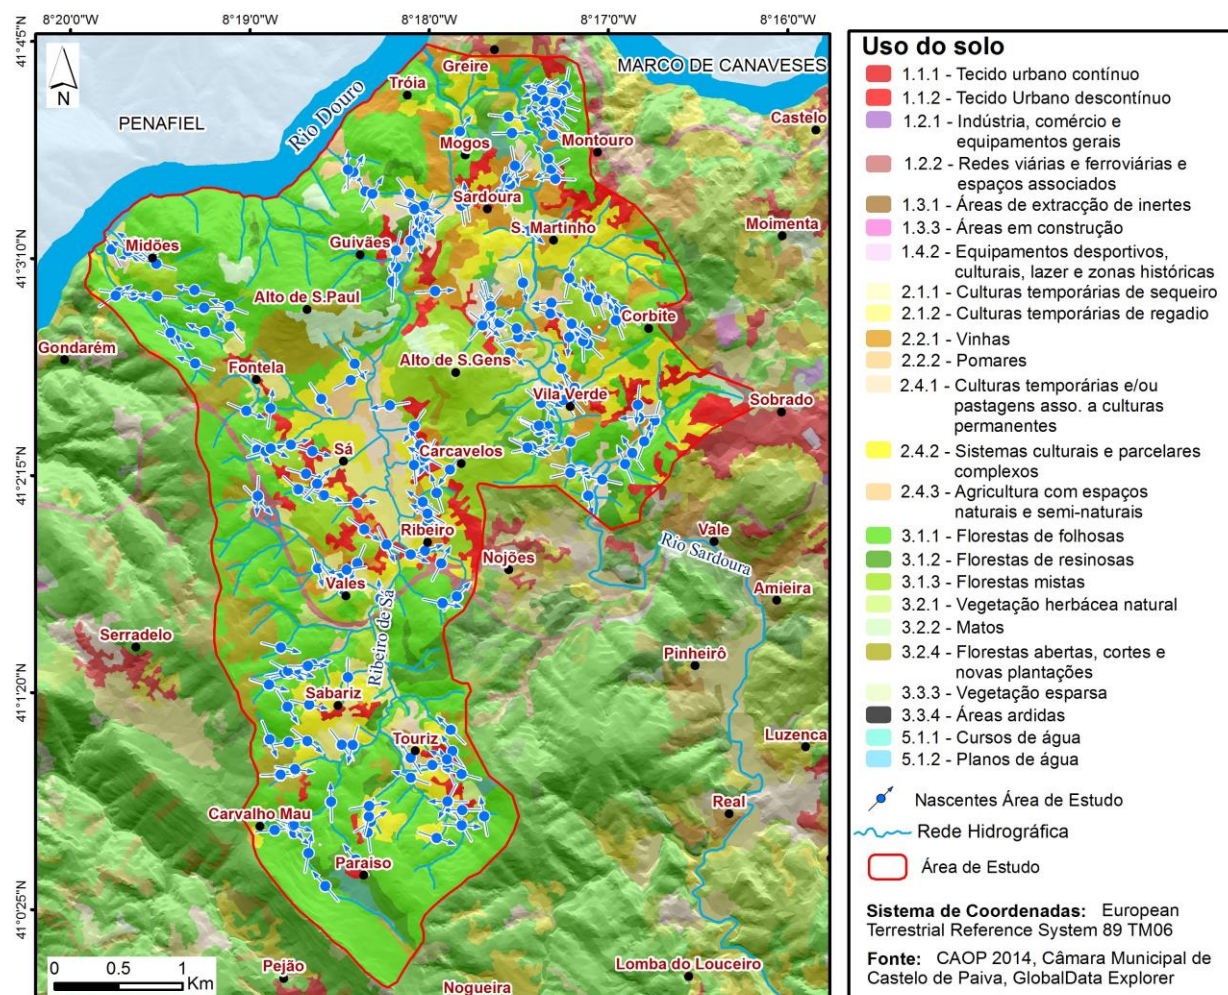 8°20'0"W
8°19'0"W
8°18'0"W
8°17'0"W
8°16'0"W
41°4'5"N
41°31'0"N
41°2'15"N
41°1'20"N
41°0'25"N
N
MARCO DE CANAVESES
PENAFIEL
Rio Douro
Greire
Tróia
Castelo
Mogos
Montouro
Sardoura
Moimenta
S. Martinho
Guivães
Midões
Alto de S.Paul
Corbite
Gondarém
Alto de S.Gens
Fontela
Vila Verde
Sobrado
Sá
Carcavelos
Ribeiro
Vale
Nojões
Rio Sardoura
Vales
Amieira
Ribeiro de Sá
Serradelo
Pinheirô
Sabariz
Touriz
Luzenca
Carvalho Mau
Real
Paraiso
Pejão
Lomba do Louceiro
Nogueira
0 0.5 1
Km
Uso do solo
1.1.1 - Tecido urbano contínuo
1.1.2 - Tecido Urbano descontínuo
1.2.1 - Indústria, comércio e
equipamentos gerais
1.2.2 - Redes viárias e ferroviárias e
espaços associados
1.3.1 - Áreas de extracção de inertes
1.3.3 - Áreas em construção
1.4.2 - Equipamentos desportivos,
culturais, lazer e zonas históricas
2.1.1 - Culturas temporárias de sequeiro
2.1.2 - Culturas temporárias de regadio
2.2.1 - Vinhas
2.2.2 - Pomares
2.4.1 - Culturas temporárias e/ou
pastagens asso. a culturas
permanentes
2.4.2 - Sistemas culturais e parcelares
complexos
2.4.3 - Agricultura com espaços
naturais e semi-naturais
3.1.1 - Florestas de folhosas
3.1.2 - Florestas de resinosas
3.1.3 - Florestas mistas
3.2.1 - Vegetação herbácea natural
3.2.2 - Matos
3.2.4 - Florestas abertas, cortes e
novas plantações
3.3.3 - Vegetação esparsa
3.3.4 - Áreas ardidas
5.1.1 - Cursos de água
5.1.2 - Planos de água
Nascentes Área de Estudo
Rede Hidrográfica
Área de Estudo
Sistema de Coordenadas: European
Terrestrial Reference System 89 TM06
Fonte: CAOP 2014, Câmara Municipal de
Castelo de Paiva, GlobalData Explorer